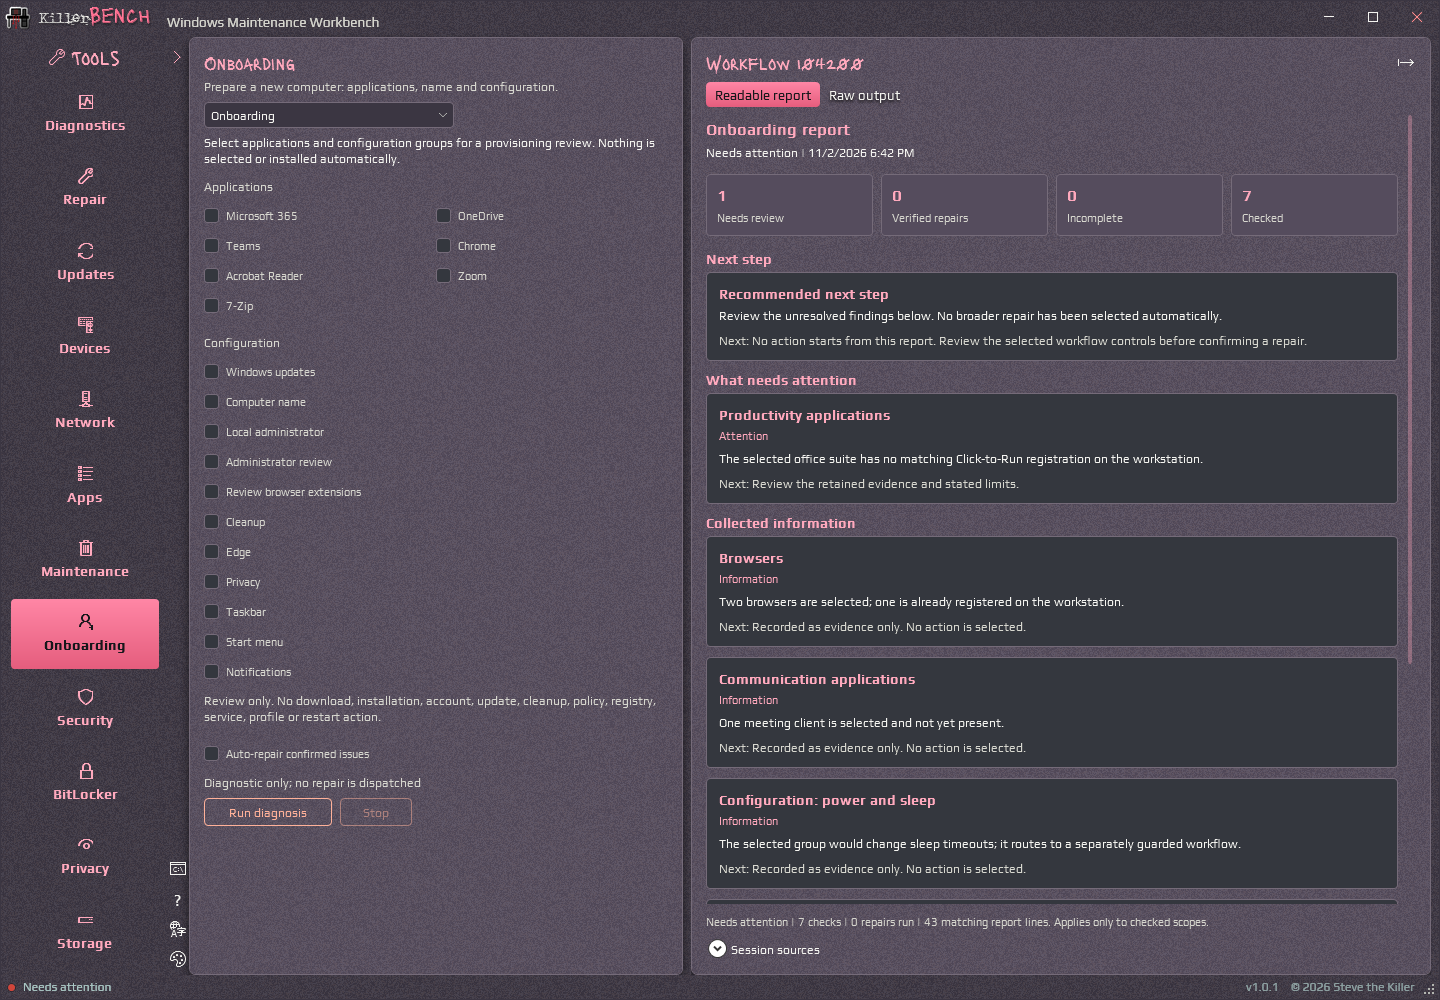 KillerBENCH
Windows Maintenance Workbench
TOOLS
Diagnostics
Repair
Updates
Devices
Network
Apps
Maintenance
Onboarding
Security
BitLocker
Privacy
Storage
Onboarding
Prepare a new computer: applications, name and configuration.
Onboarding
Select applications and configuration groups for a provisioning review. Nothing is
selected or installed automatically.
Applications
Microsoft 365
OneDrive
Teams
Chrome
Acrobat Reader
Zoom
7-Zip
Configuration
Windows updates
Computer name
Local administrator
Administrator review
Review browser extensions
Cleanup
Edge
Privacy
Taskbar
Start menu
Notifications
Review only. No download, installation, account, update, cleanup, policy, registry,
service, profile or restart action.
Auto-repair confirmed issues
Diagnostic only; no repair is dispatched
Run diagnosis
Stop
Workflow 104200
Readable report
Raw output
Onboarding report
Needs attention | 11/2/2026 6:42 PM
1
Needs review
0
Verified repairs
0
Incomplete
7
Checked
Next step
Recommended next step
Review the unresolved findings below. No broader repair has been selected automatically.
Next: No action starts from this report. Review the selected workflow controls before confirming a repair.
What needs attention
Productivity applications
Attention
The selected office suite has no matching Click-to-Run registration on the workstation.
Next: Review the retained evidence and stated limits.
Collected information
Browsers
Information
Two browsers are selected; one is already registered on the workstation.
Next: Recorded as evidence only. No action is selected.
Communication applications
Information
One meeting client is selected and not yet present.
Next: Recorded as evidence only. No action is selected.
Configuration: power and sleep
Information
The selected group would change sleep timeouts; it routes to a separately guarded workflow.
Next: Recorded as evidence only. No action is selected.
Needs attention | 7 checks | 0 repairs run | 43 matching report lines. Applies only to checked scopes.
Session sources
Needs attention
v1.0.1
© 2026 Steve the Killer